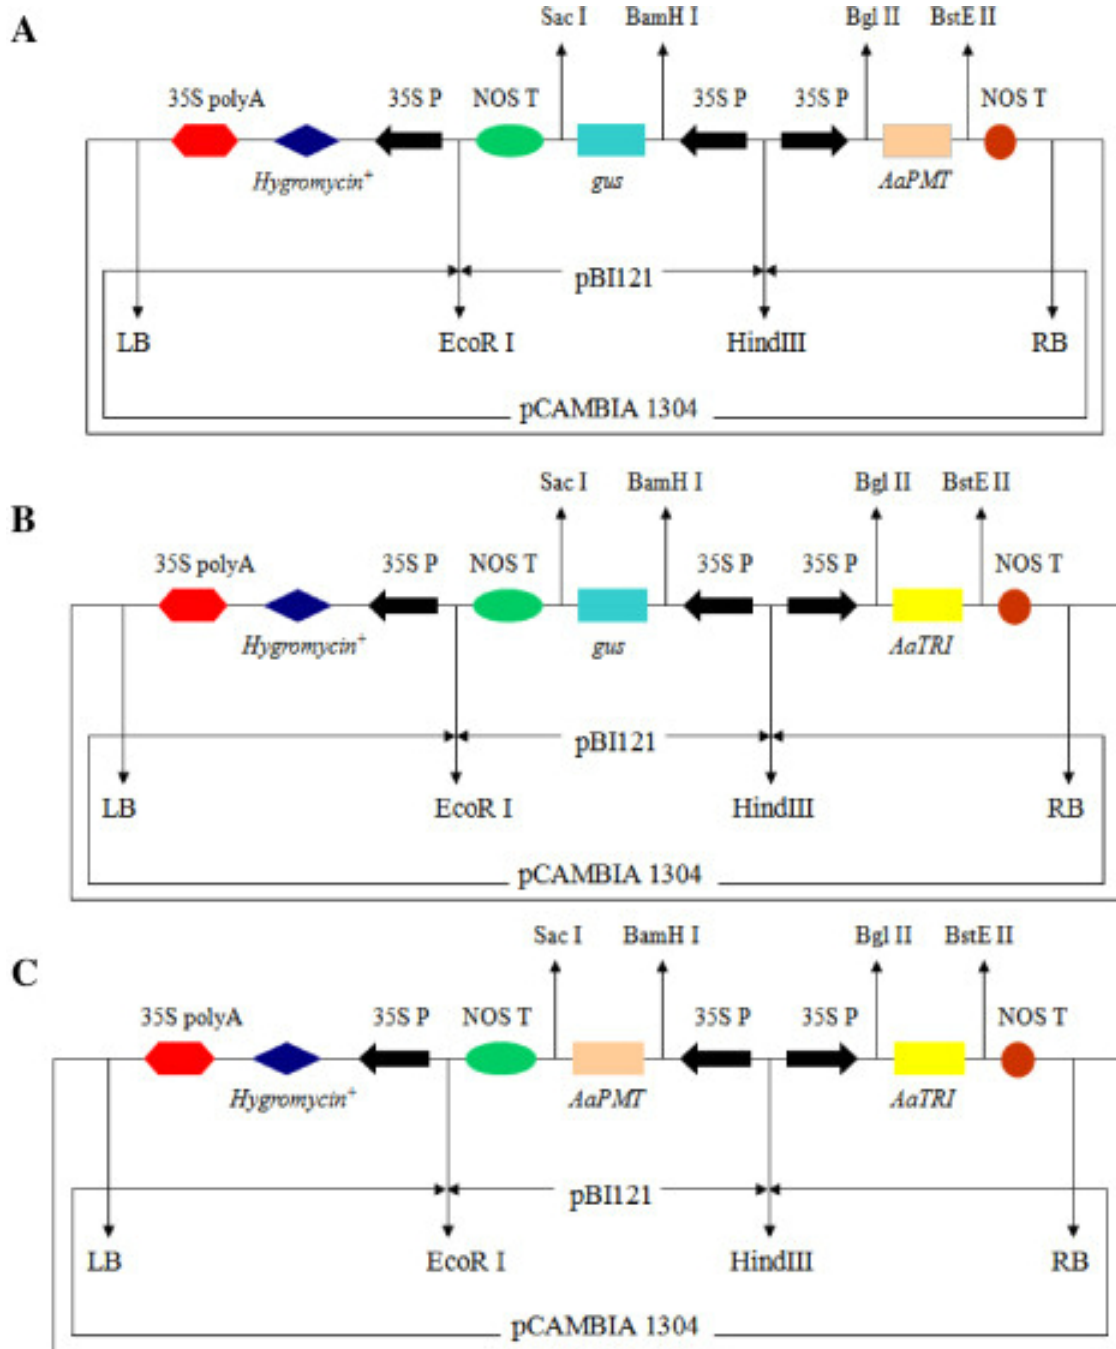 A
Sac I BamH I Bgl II BstE II
35S polyA 35S P NOS T 35S P 35S P NOS T
Hygromycin⁺ gus AaPMT
pBI121
LB EcoR I HindIII RB
pCAMBIA 1304
B
Sac I BamH I Bgl II BstE II
35S polyA 35S P NOS T 35S P 35S P NOS T
Hygromycin⁺ gus AaTRI
pBI121
LB EcoR I HindIII RB
pCAMBIA 1304
C
Sac I BamH I Bgl II BstE II
35S polyA 35S P NOS T 35S P 35S P NOS T
Hygromycin⁺ AaPMT AaTRI
pBI121
LB EcoR I HindIII RB
pCAMBIA 1304